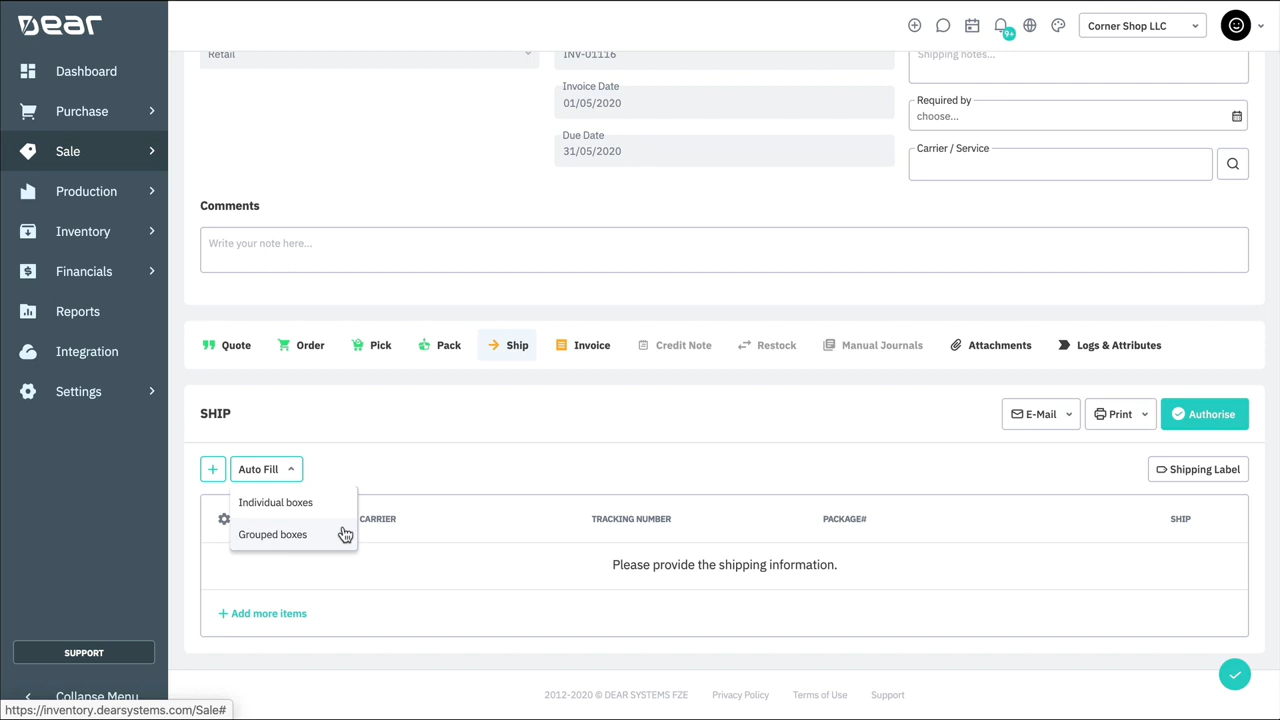 Dear
9+
Corner Shop LLC
Dashboard
Purchase
Sale
Production
Inventory
Financials
Reports
Integration
Settings
SUPPORT
Collapse Menu
Retail
INV-01116
Shipping notes...
Invoice Date
01/05/2020
Required by
choose...
Due Date
31/05/2020
Carrier / Service
Comments
Write your note here...
Quote Order Pick Pack Ship Invoice Credit Note Restock Manual Journals Attachments Logs & Attributes
SHIP
E-Mail Print Authorise
+ Auto Fill Shipping Label
Individual boxes
Grouped boxes
CARRIER TRACKING NUMBER PACKAGE# SHIP
Please provide the shipping information.
+ Add more items
2012-2020 © DEAR SYSTEMS FZE Privacy Policy Terms of Use Support
https://inventory.dearsystems.com/Sale#